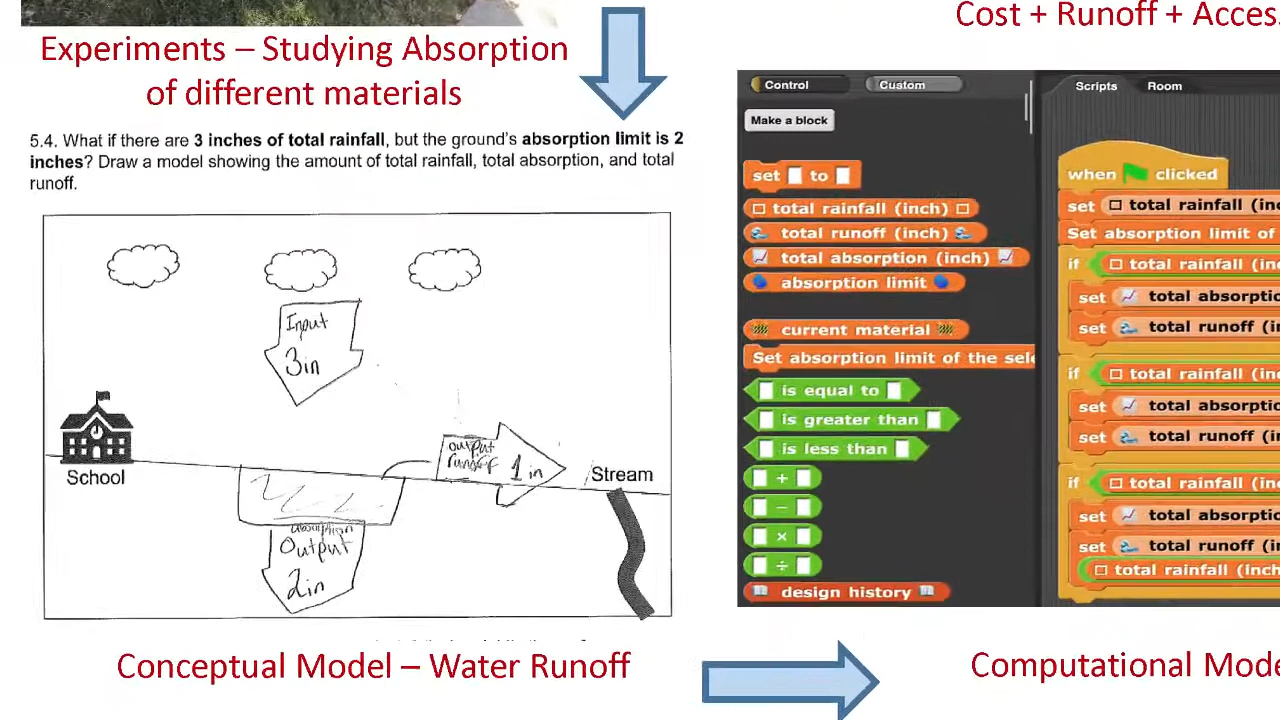 Cost + Runoff + Acces
Experiments – Studying Absorption
of different materials
5.4. What if there are 3 inches of total rainfall, but the ground's absorption limit is 2
inches? Draw a model showing the amount of total rainfall, total absorption, and total
runoff.
Input
3in
School
output
runoff 1 in
Stream
absorption
Output
2in
Conceptual Model – Water Runoff
Control
Custom
Make a block
set to
total rainfall (inch)
total runoff (inch)
total absorption (inch)
absorption limit
current material
Set absorption limit of the sele
is equal to
is greater than
is less than
+
−
×
÷
design history
Scripts
Room
when clicked
set total rainfall (in
Set absorption limit of
if total rainfall (in
set total absorptio
set total runoff (i
if total rainfall (in
set total absorptio
set total runoff (i
if total rainfall (in
set total absorptio
set total runoff (i
total rainfall (inch
Computational Mode